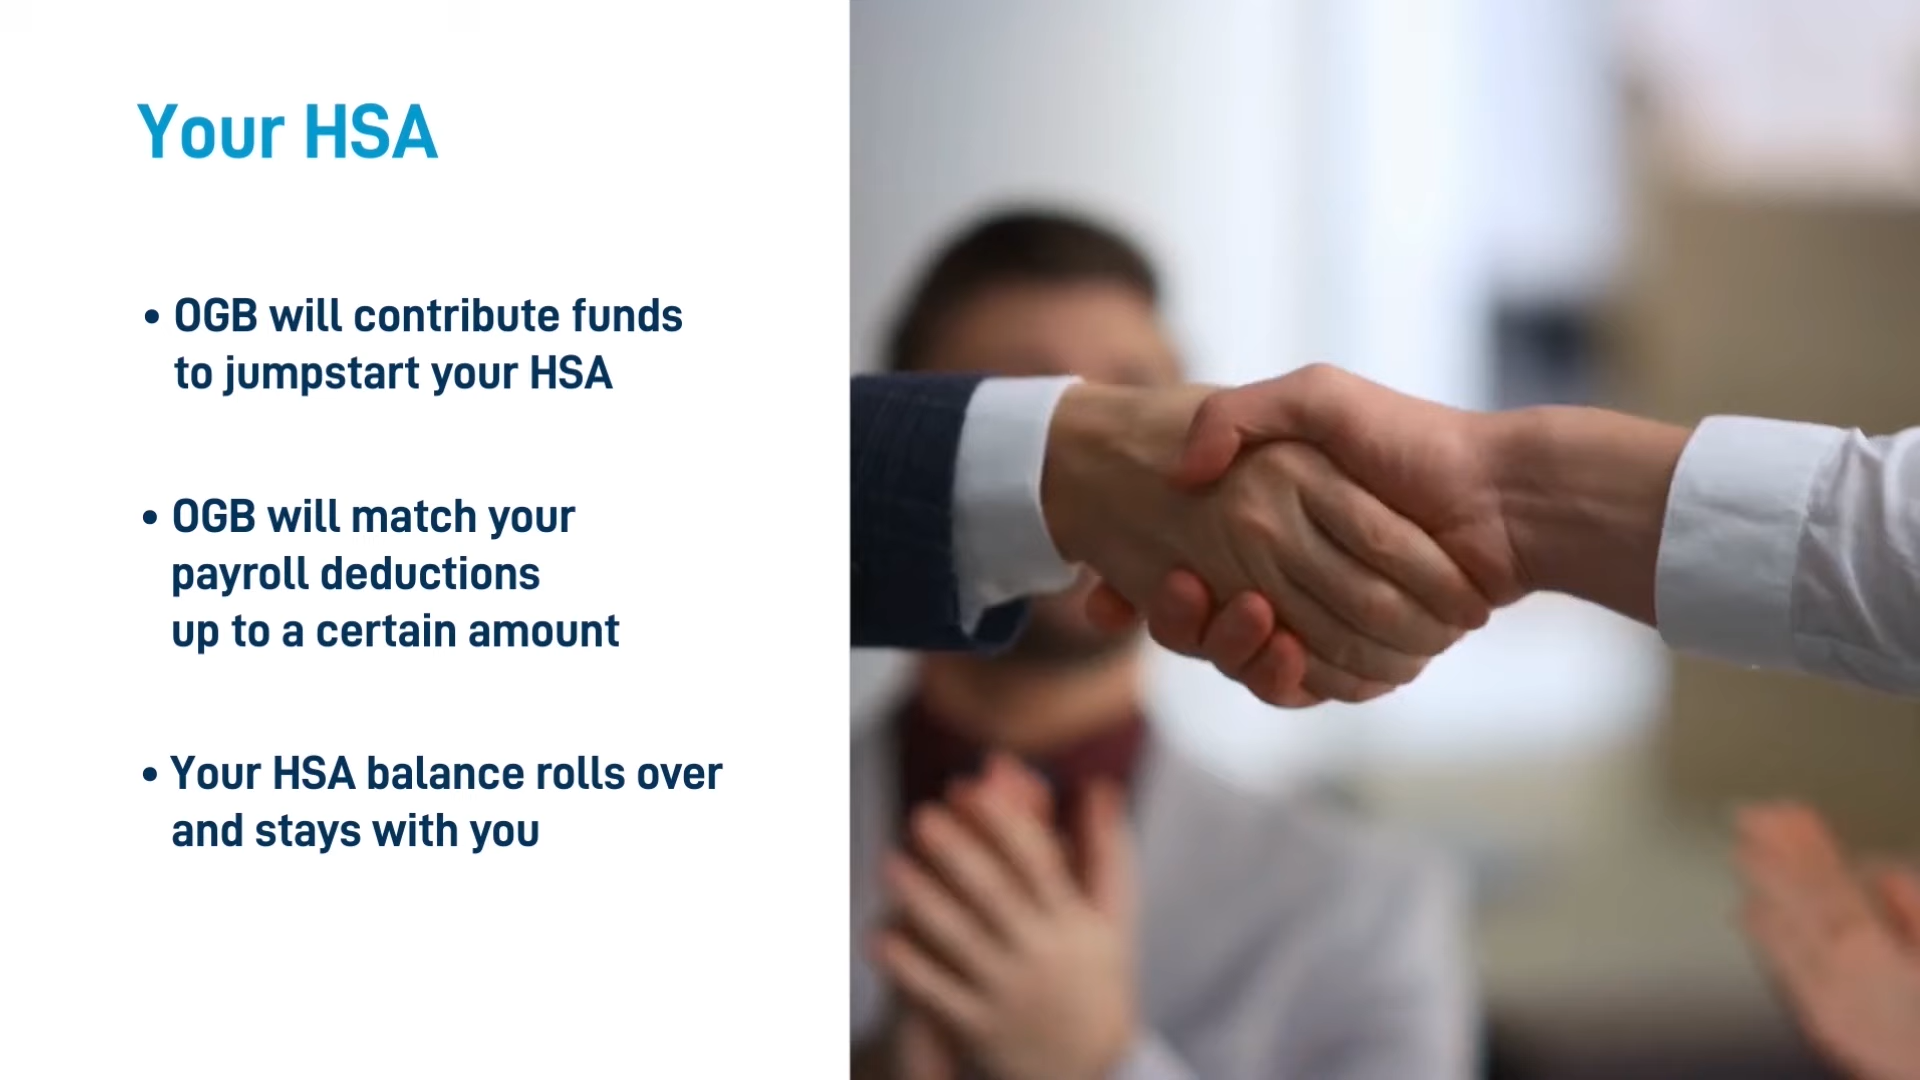 Your HSA
• OGB will contribute funds
to jumpstart your HSA
• OGB will match your
payroll deductions
up to a certain amount
• Your HSA balance rolls over
and stays with you